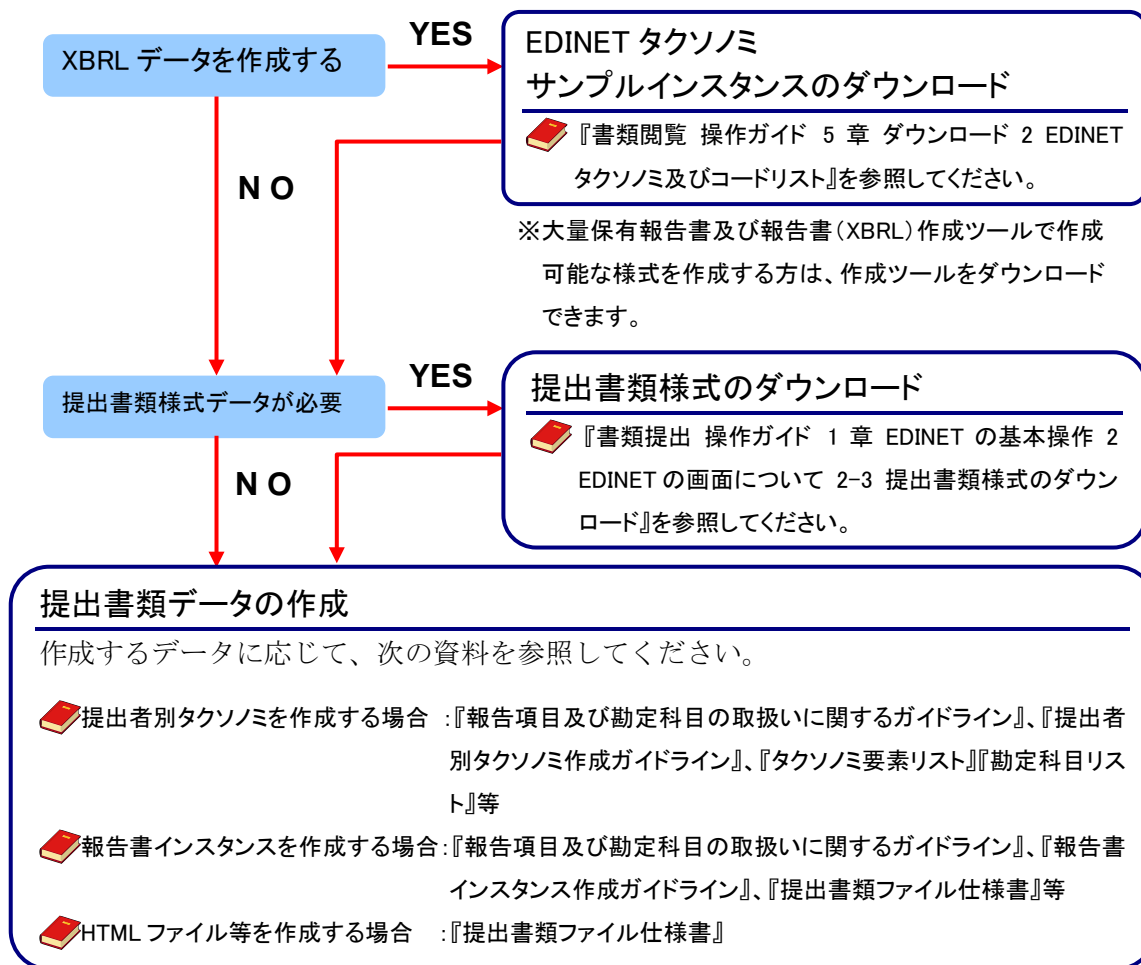 XBRL データを作成する
YES
EDINET タクソノミ
サンプルインスタンスのダウンロード
『書類閲覧 操作ガイド 5 章 ダウンロード 2 EDINET
タクソノミ及びコードリスト』を参照してください。
NO
※大量保有報告書及び報告書(XBRL)作成ツールで作成
可能な様式を作成する方は、作成ツールをダウンロード
できます。
提出書類様式データが必要
YES
提出書類様式のダウンロード
『書類提出 操作ガイド 1 章 EDINET の基本操作 2
EDINET の画面について 2-3 提出書類様式のダウン
ロード』を参照してください。
NO
提出書類データの作成
作成するデータに応じて、次の資料を参照してください。
提出者別タクソノミを作成する場合 :『報告項目及び勘定科目の取扱いに関するガイドライン』、『提出者
別タクソノミ作成ガイドライン』、『タクソノミ要素リスト』『勘定科目リス
ト』等
報告書インスタンスを作成する場合:『報告項目及び勘定科目の取扱いに関するガイドライン』、『報告書
インスタンス作成ガイドライン』、『提出書類ファイル仕様書』等
HTML ファイル等を作成する場合 :『提出書類ファイル仕様書』